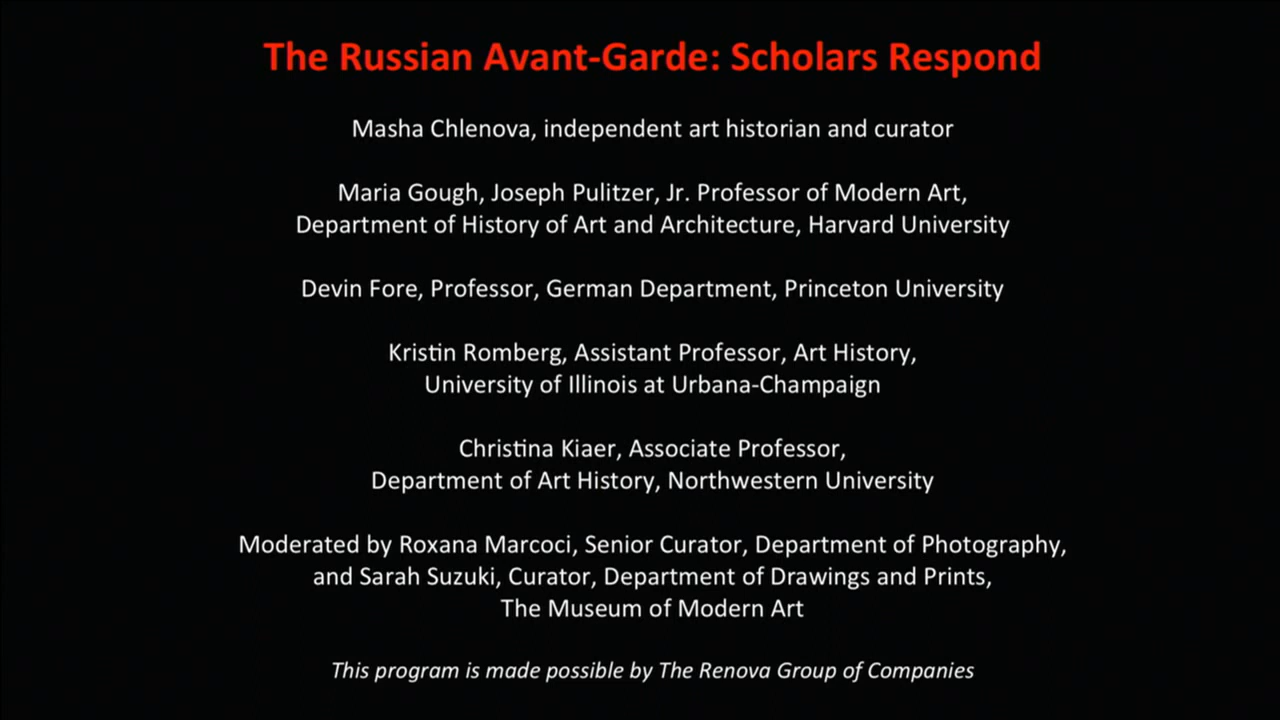 The Russian Avant-Garde: Scholars Respond
Masha Chlenova, independent art historian and curator
Maria Gough, Joseph Pulitzer, Jr. Professor of Modern Art,
Department of History of Art and Architecture, Harvard University
Devin Fore, Professor, German Department, Princeton University
Kristin Romberg, Assistant Professor, Art History,
University of Illinois at Urbana-Champaign
Christina Kiaer, Associate Professor,
Department of Art History, Northwestern University
Moderated by Roxana Marcoci, Senior Curator, Department of Photography,
and Sarah Suzuki, Curator, Department of Drawings and Prints,
The Museum of Modern Art
This program is made possible by The Renova Group of Companies